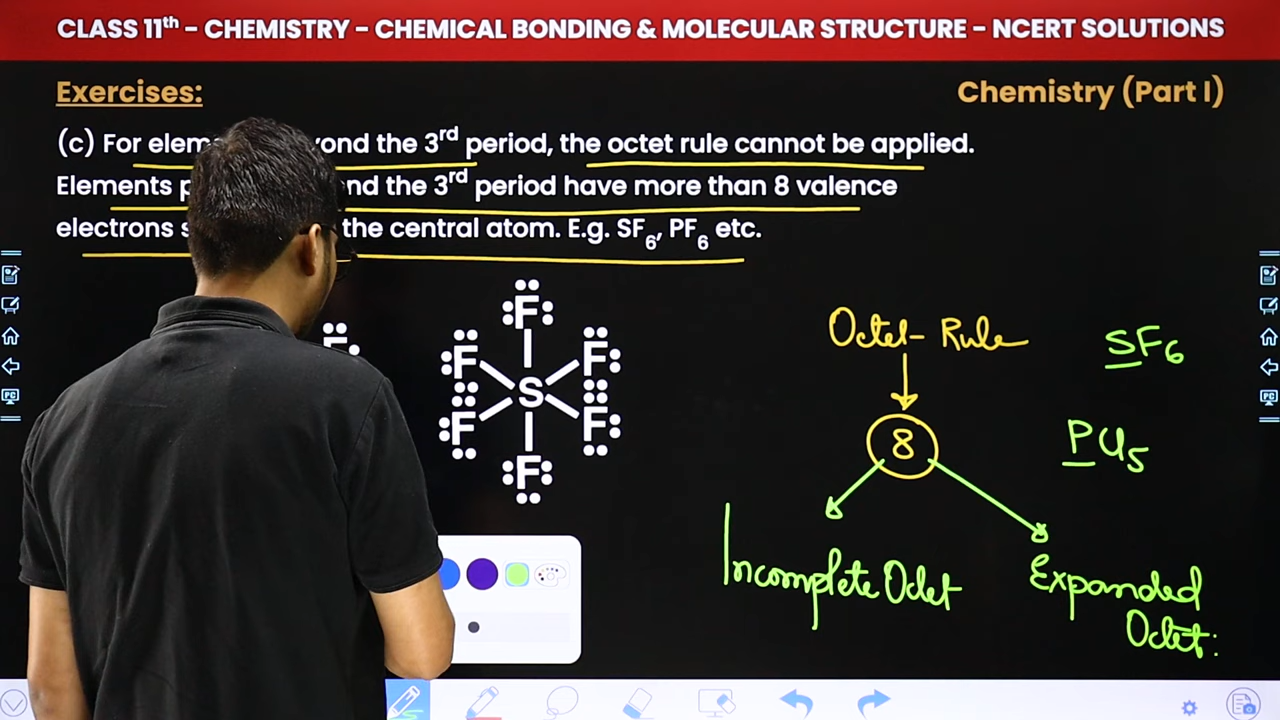 CLASS 11th – CHEMISTRY – CHEMICAL BONDING & MOLECULAR STRUCTURE – NCERT SOLUTIONS
Exercises:
Chemistry (Part I)
(c) For the 3rd period, the octet rule cannot be applied.
Elements the 3rd period have more than 8 valence
electrons the central atom. E.g. SF6, PF6 etc.
F
F
F F
S
F F
F
Octet-Rule
8
Incomplete Octet
Expanded
Octet:
SF6
PCl5